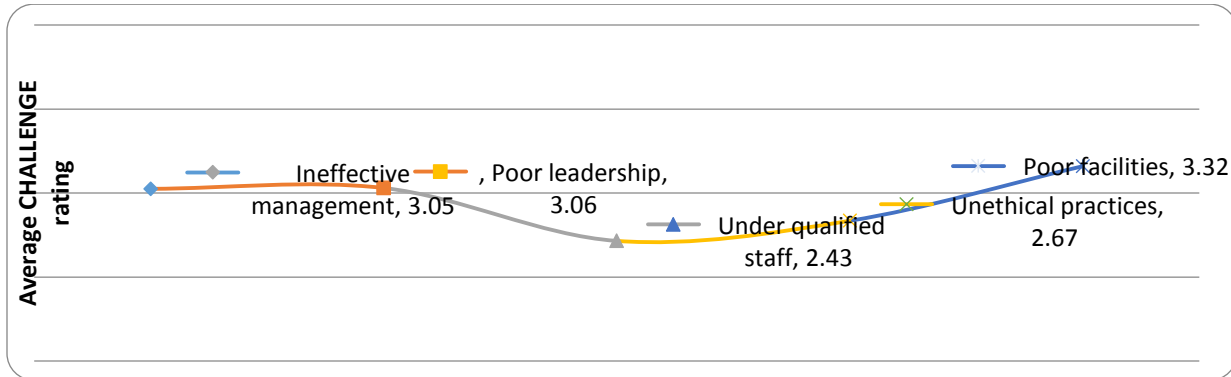 Average CHALLENGE
rating
Ineffective
management, 3.05
, Poor leadership,
3.06
Under qualified
staff, 2.43
Unethical practices,
2.67
Poor facilities, 3.32